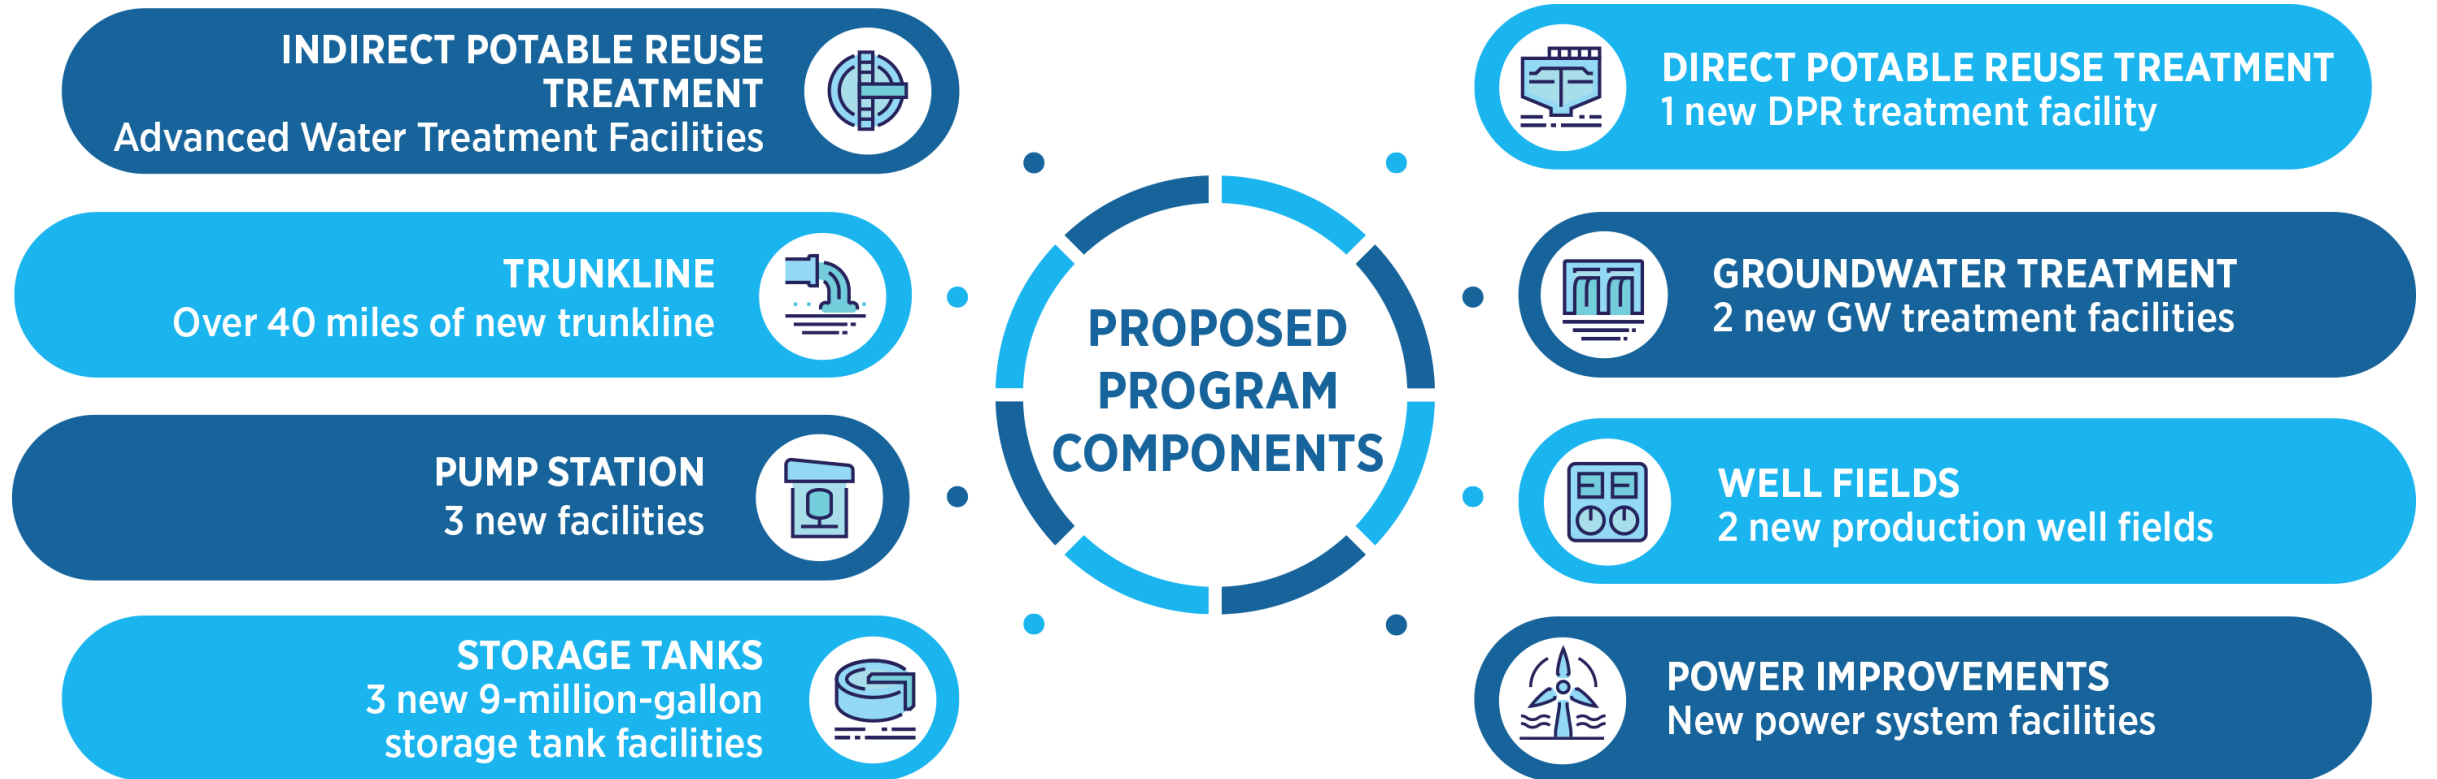 INDIRECT POTABLE REUSE
TREATMENT
Advanced Water Treatment Facilities
TRUNKLINE
Over 40 miles of new trunkline
PUMP STATION
3 new facilities
STORAGE TANKS
3 new 9-million-gallon
storage tank facilities
PROPOSED
PROGRAM
COMPONENTS
DIRECT POTABLE REUSE TREATMENT
1 new DPR treatment facility
GROUNDWATER TREATMENT
2 new GW treatment facilities
WELL FIELDS
2 new production well fields
POWER IMPROVEMENTS
New power system facilities